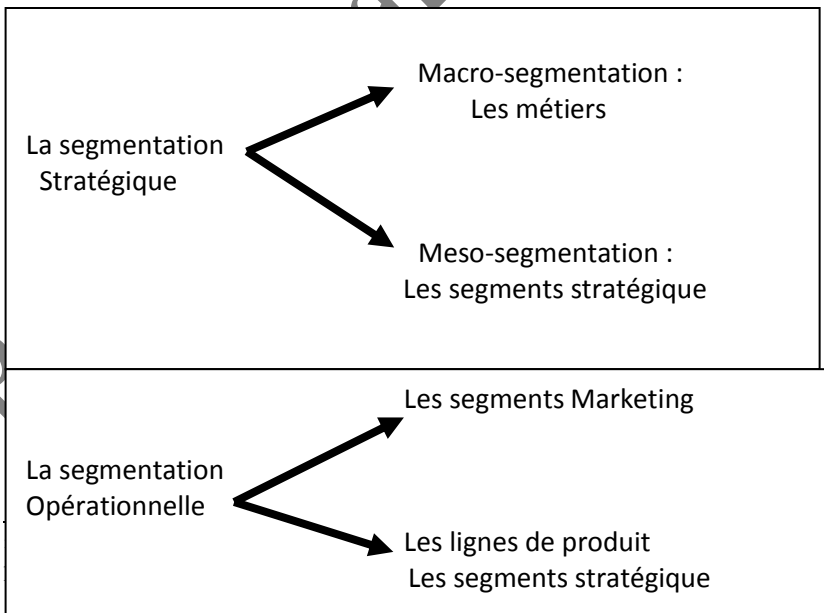 Macro-segmentation :
Les métiers
La segmentation
Stratégique
Meso-segmentation :
Les segments stratégique
Les segments Marketing
La segmentation
Opérationnelle
Les lignes de produit
Les segments stratégique